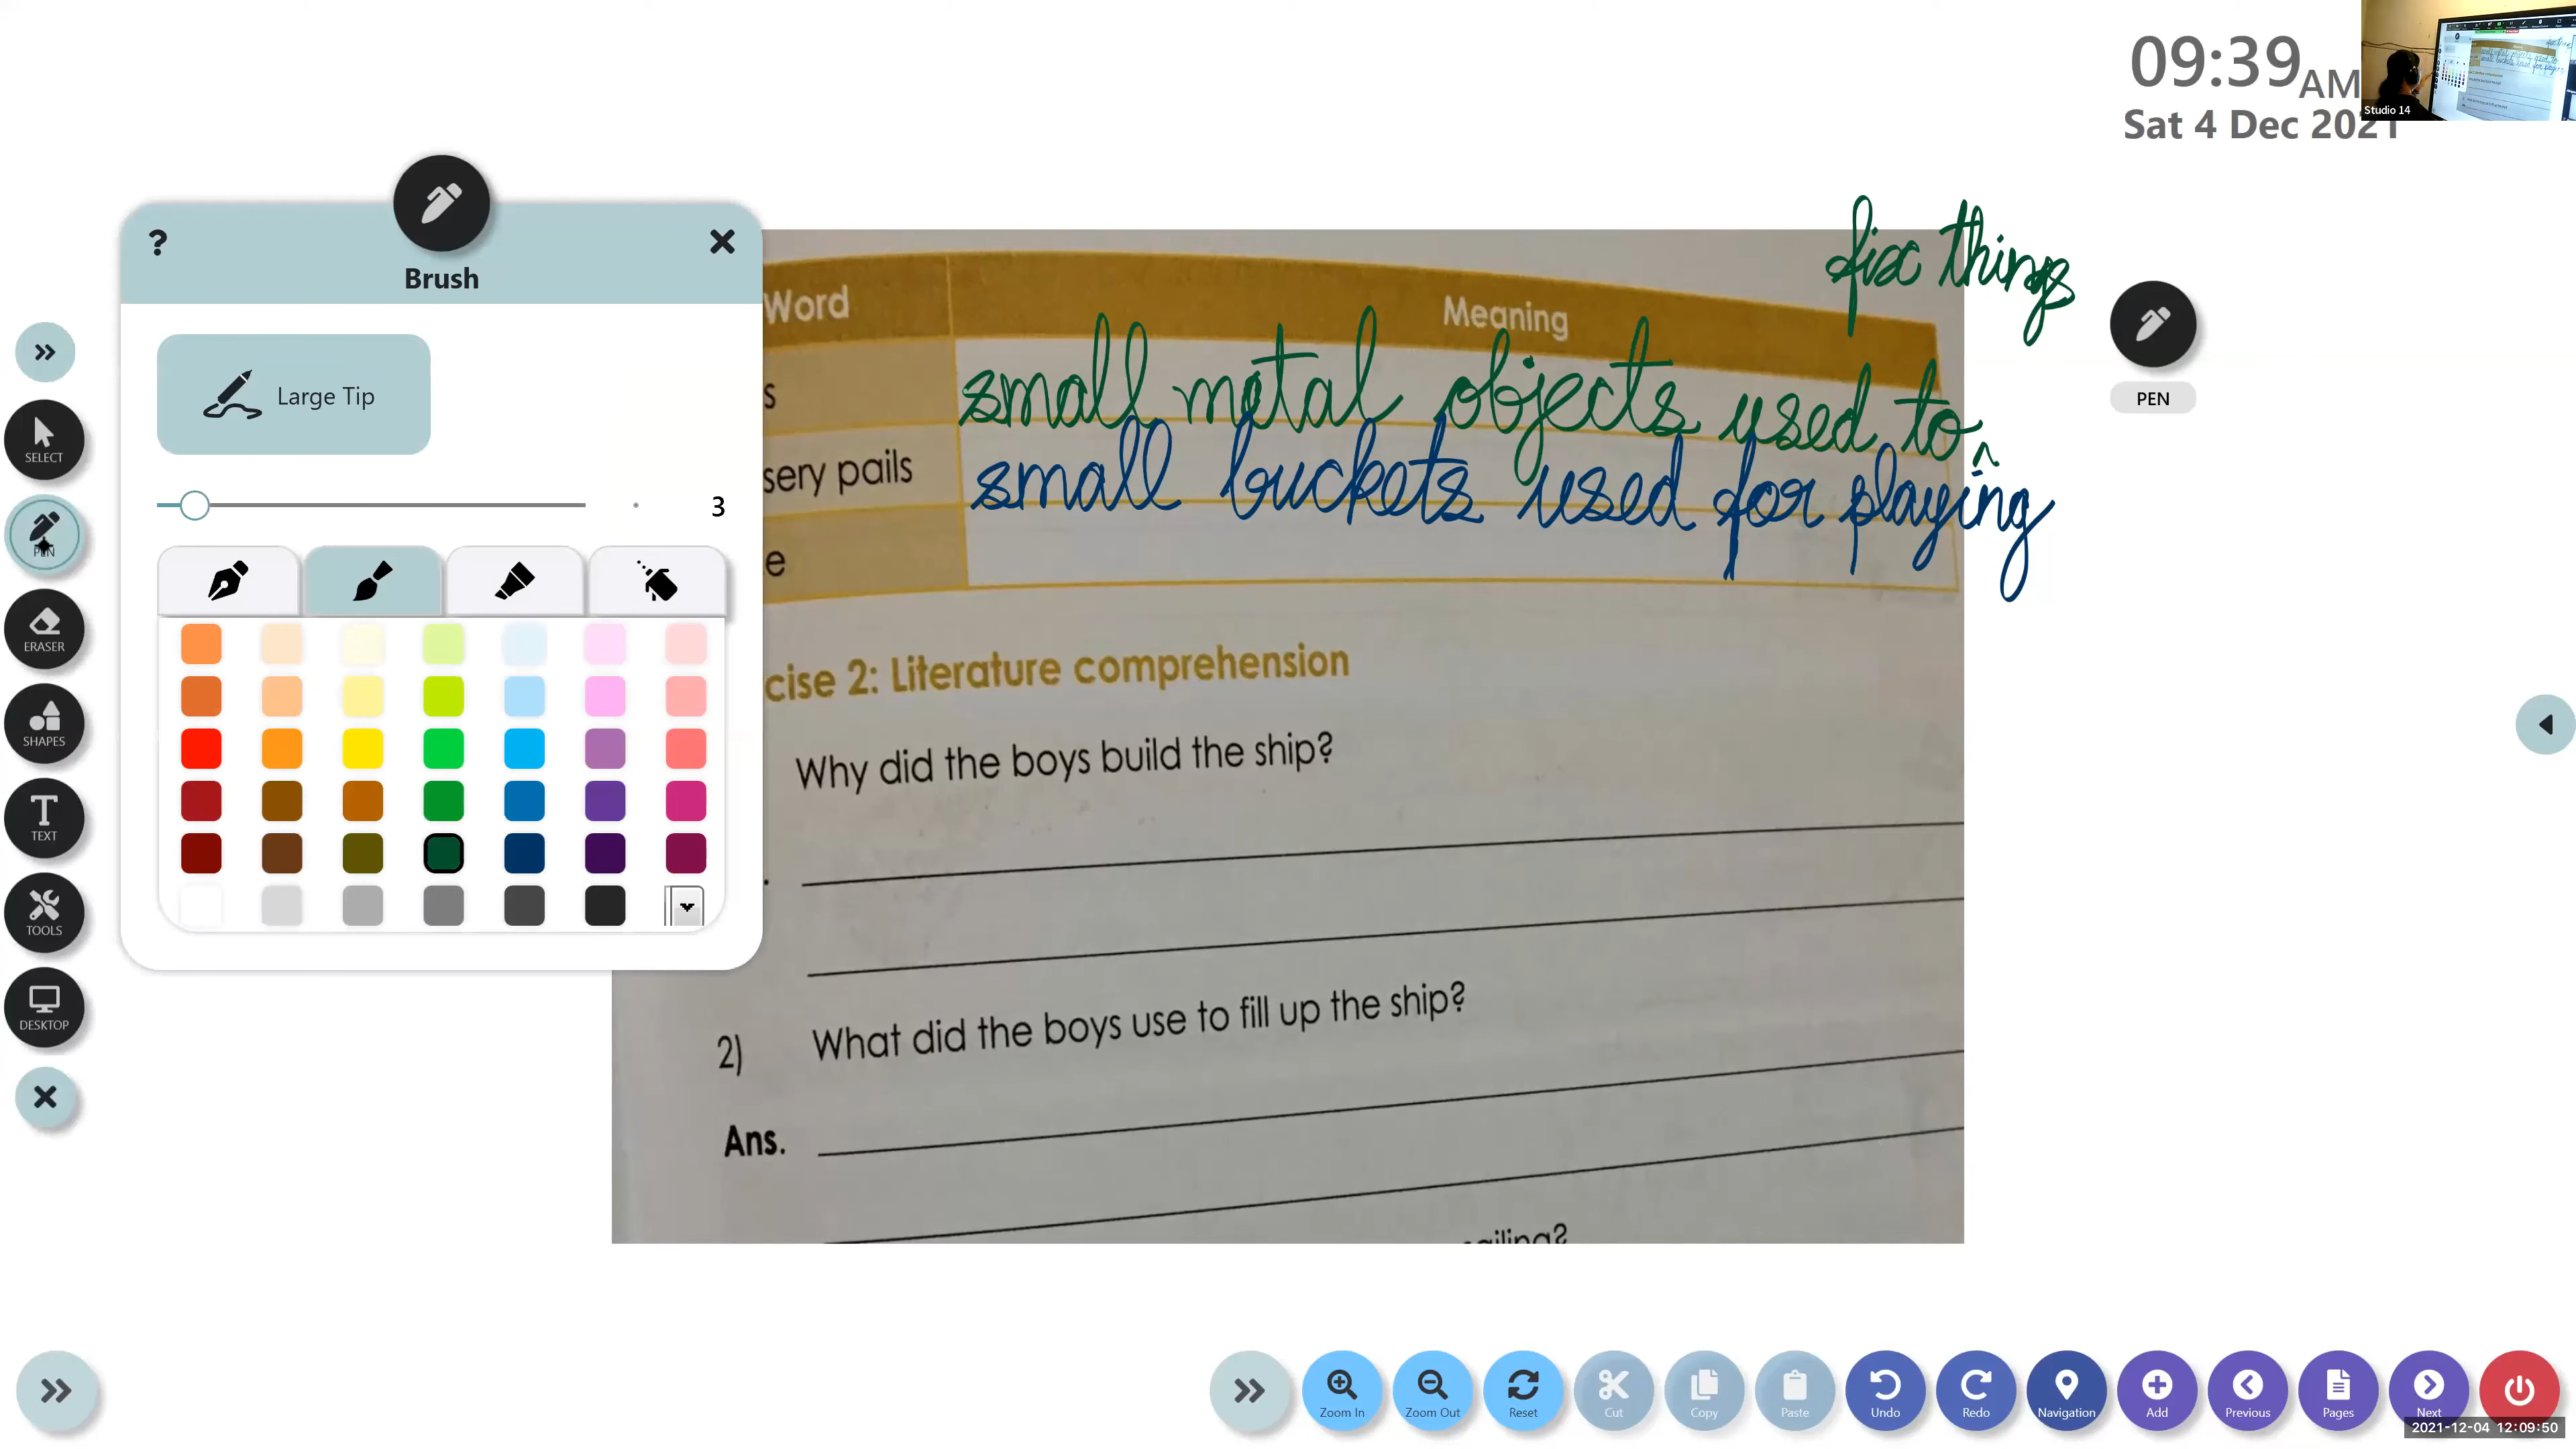 09:39 AM
Sat 4 Dec 2021
Studio 14
?
Brush
Large Tip
3
SELECT
PEN
ERASER
SHAPES
TEXT
TOOLS
DESKTOP
PEN
fix things
Word Meaning
s small metal objects used to ^
sery pails small buckets used for playing
e
cise 2: Literature comprehension
Why did the boys build the ship?
2) What did the boys use to fill up the ship?
Ans.
ailing?
Zoom In
Zoom Out
Reset
Cut
Copy
Paste
Undo
Redo
Navigation
Add
Previous
Pages
Next
2021-12-04 12:09:50